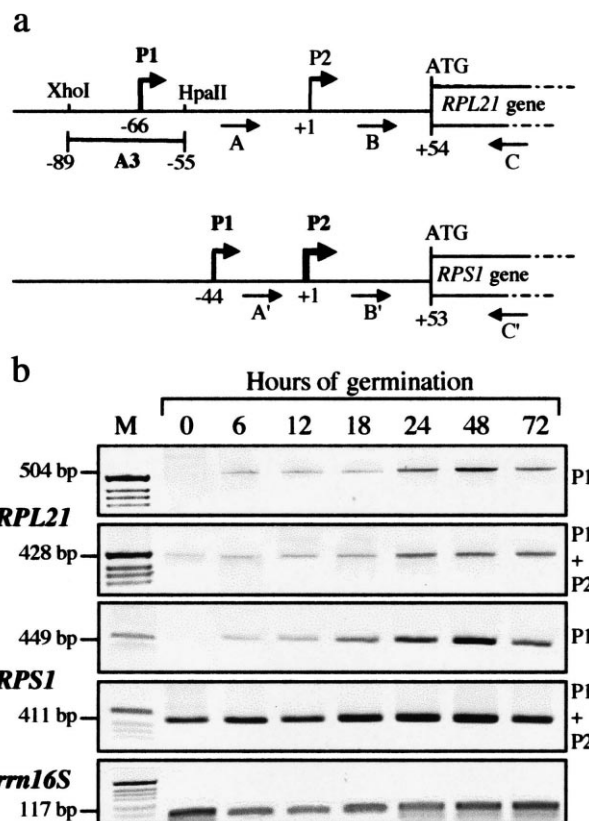 a
P1 P2 ATG
XhoI HpaII RPL21 gene
-66 A +1 B
-89 A3 -55 +54 C
P1 P2 ATG
RPS1 gene
-44 A' +1 B'
+53 C'
b
Hours of germination
M 0 6 12 18 24 48 72
504 bp P1
RPL21
428 bp P1 + P2
449 bp P1
RPS1
411 bp P1 + P2
rrn16S
117 bp